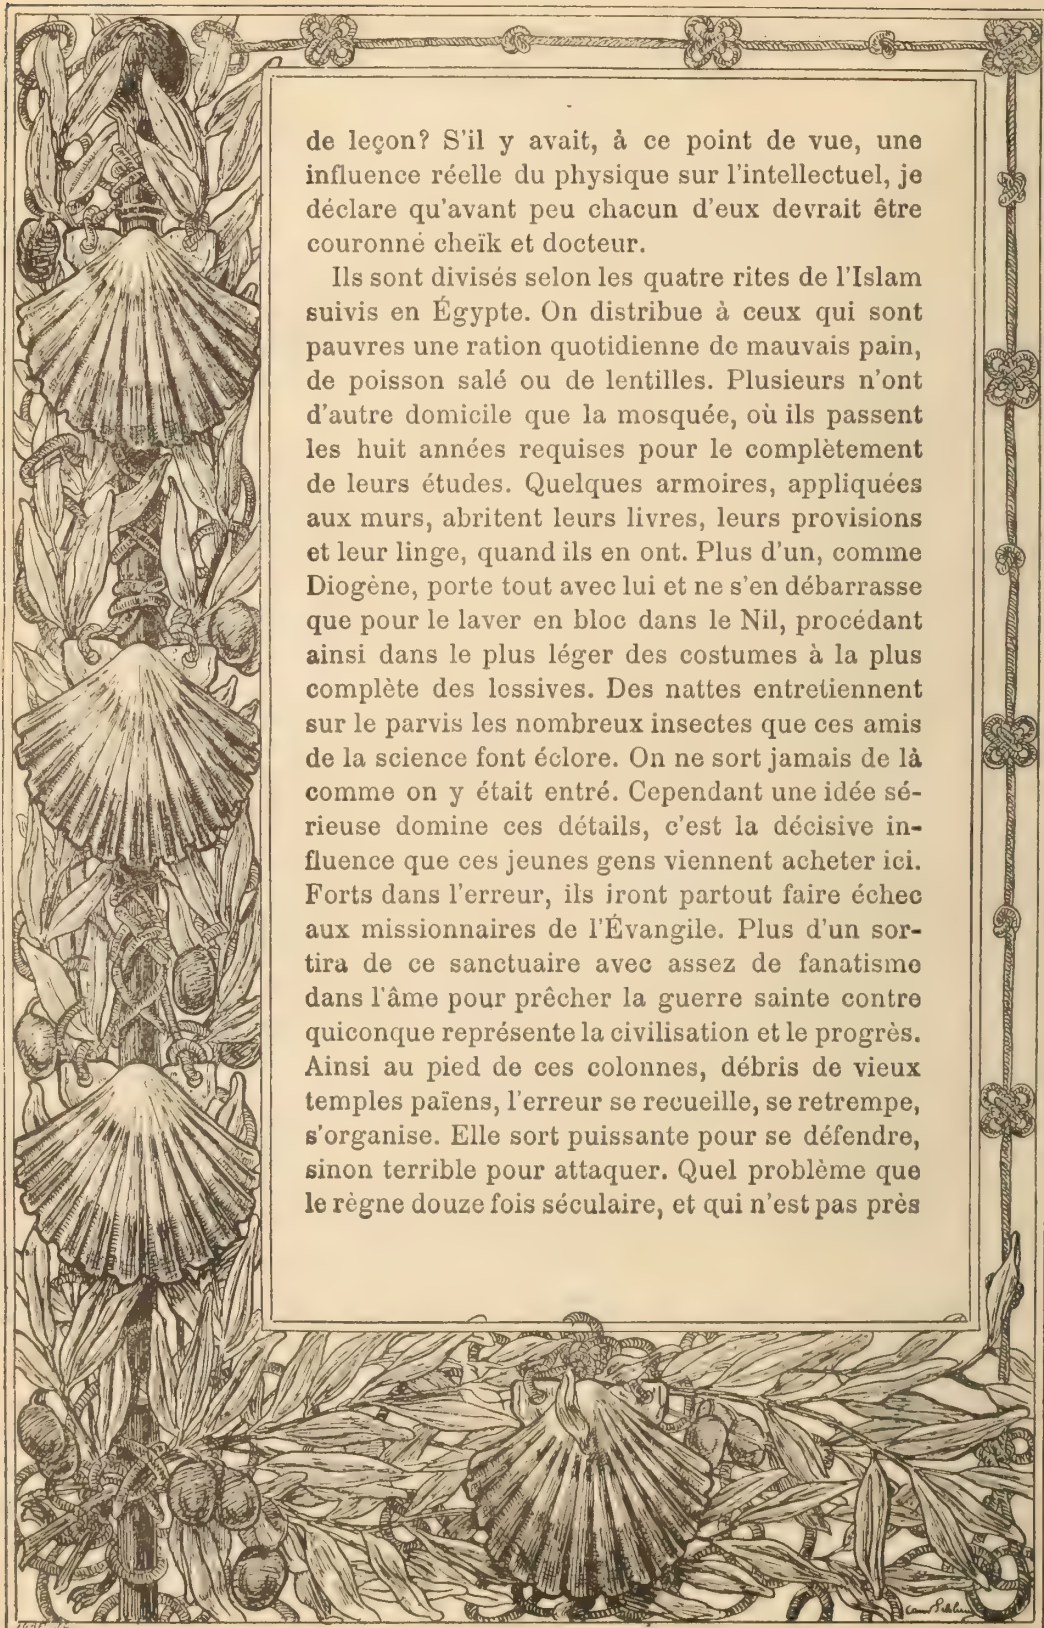 de leçon? S'il y avait, à ce point de vue, une
influence réelle du physique sur l'intellectuel, je
déclare qu'avant peu chacun d'eux devrait être
couronné cheïk et docteur.
Ils sont divisés selon les quatre rites de l'Islam
suivis en Égypte. On distribue à ceux qui sont
pauvres une ration quotidienne de mauvais pain,
de poisson salé ou de lentilles. Plusieurs n'ont
d'autre domicile que la mosquée, où ils passent
les huit années requises pour le complètement
de leurs études. Quelques armoires, appliquées
aux murs, abritent leurs livres, leurs provisions
et leur linge, quand ils en ont. Plus d'un, comme
Diogène, porte tout avec lui et ne s'en débarrasse
que pour le laver en bloc dans le Nil, procédant
ainsi dans le plus léger des costumes à la plus
complète des lessives. Des nattes entretiennent
sur le parvis les nombreux insectes que ces amis
de la science font éclore. On ne sort jamais de là
comme on y était entré. Cependant une idée sé-
rieuse domine ces détails, c'est la décisive in-
fluence que ces jeunes gens viennent acheter ici.
Forts dans l'erreur, ils iront partout faire échec
aux missionnaires de l'Évangile. Plus d'un sor-
tira de ce sanctuaire avec assez de fanatisme
dans l'âme pour prêcher la guerre sainte contre
quiconque représente la civilisation et le progrès.
Ainsi au pied de ces colonnes, débris de vieux
temples païens, l'erreur se recueille, se retrempe,
s'organise. Elle sort puissante pour se défendre,
sinon terrible pour attaquer. Quel problème que
le règne douze fois séculaire, et qui n'est pas près